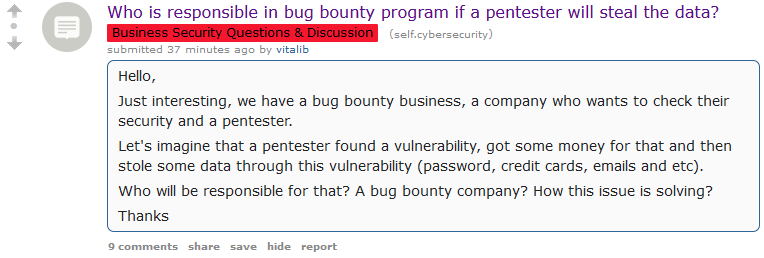 Who is responsible in bug bounty program if a pentester will steal the data?
Business Security Questions & Discussion (self.cybersecurity)
submitted 37 minutes ago by vitalib
Hello,
Just interesting, we have a bug bounty business, a company who wants to check their
security and a pentester.
Let's imagine that a pentester found a vulnerability, got some money for that and then
stole some data through this vulnerability (password, credit cards, emails and etc).
Who will be responsible for that? A bug bounty company? How this issue is solving?
Thanks
9 comments share save hide report